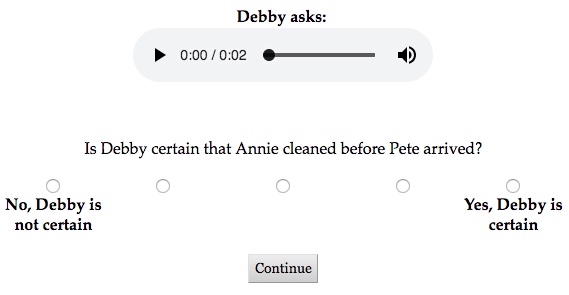 Debby asks:
0:00 / 0:02
Is Debby certain that Annie cleaned before Pete arrived?
No, Debby is
not certain
Yes, Debby is
certain
Continue